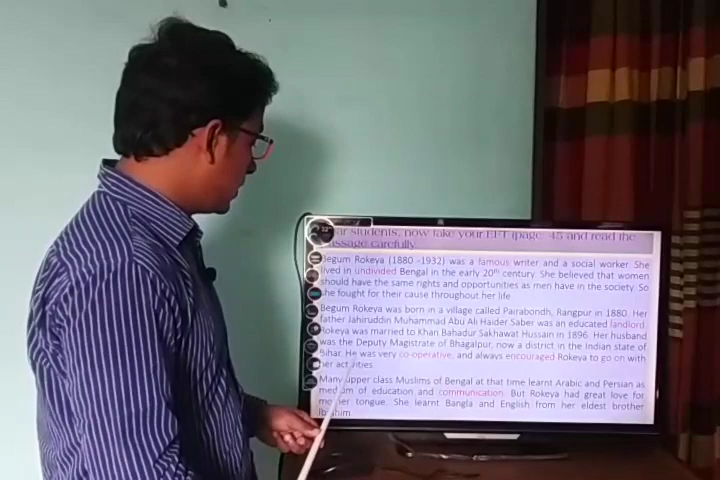 students, now take your EFT (page: 45 and read the
passage carefully
Begum Rokeya (1880 -1932) was a famous writer and a social worker. She
lived in undivided Bengal in the early 20th century. She believed that women
should have the same rights and opportunities as men have in the society. So
she fought for their cause throughout her life.
Begum Rokeya was born in a village called Pairabondh, Rangpur in 1880. Her
father Jahiruddin Muhammad Abu Ali Haider Saber was an educated landlord.
Rokeya was married to Khan Bahadur Sakhawat Hussain in 1896. Her husband
was the Deputy Magistrate of Bhagalpur, now a district in the Indian state of
Bihar. He was very co-operative, and always encouraged Rokeya to go on with
her activities.
Many upper class Muslims of Bengal at that time learnt Arabic and Persian as
medium of education and communication. But Rokeya had great love for
mother tongue. She learnt Bangla and English from her eldest brother
Ibrahim.